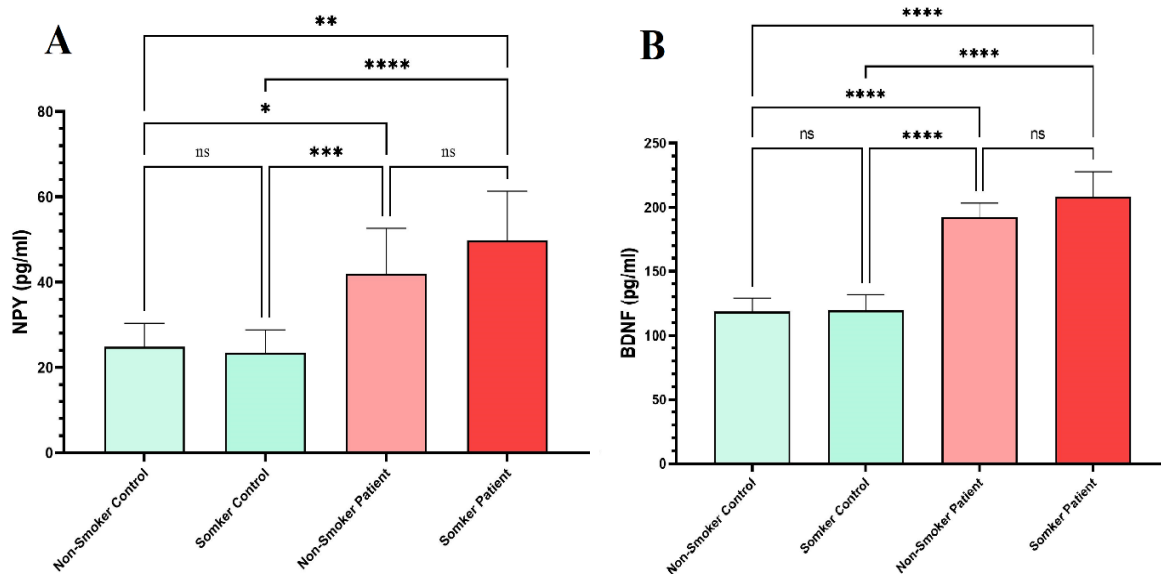 A
**
****
*
ns
***
ns
NPY (pg/ml)
80
60
40
20
0
Non-Smoker Control
Somker Control
Non-Smoker Patient
Somker Patient
B
****
****
****
ns
****
ns
BDNF (pg/ml)
250
200
150
100
50
0
Non-Smoker Control
Somker Control
Non-Smoker Patient
Somker Patient